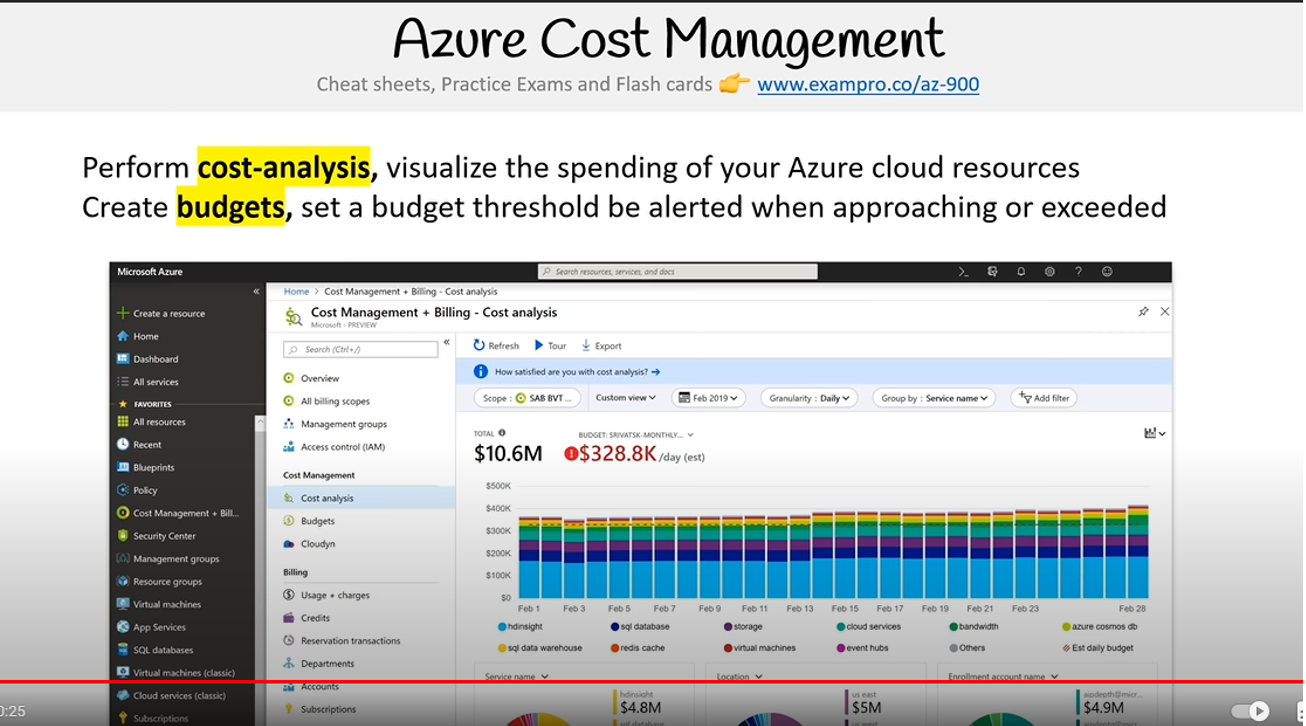 Azure Cost Management
Cheat sheets, Practice Exams and Flash cards 👉 www.exampro.co/az-900
Perform cost-analysis, visualize the spending of your Azure cloud resources
Create budgets, set a budget threshold be alerted when approaching or exceeded
Microsoft Azure
Search resources, services, and docs
Create a resource
Home
Dashboard
All services
FAVORITES
All resources
Recent
Blueprints
Policy
Cost Management + Bill...
Security Center
Management groups
Resource groups
Virtual machines
App Services
SQL databases
Virtual machines (classic)
Cloud services (classic)
Subscriptions
Home > Cost Management + Billing - Cost analysis
Cost Management + Billing - Cost analysis
Microsoft - PREVIEW
Search (Ctrl+/)
Overview
All billing scopes
Management groups
Access control (IAM)
Cost Management
Cost analysis
Budgets
Cloudyn
Billing
Usage + charges
Credits
Reservation transactions
Departments
Accounts
Subscriptions
Refresh Tour Export
How satisfied are you with cost analysis? →
Scope : SAB BVT ... Custom view Feb 2019 Granularity : Daily Group by : Service name Add filter
TOTAL BUDGET: SRIVATSK-MONTHLY...
$10.6M $328.8K /day (est)
$500K
$400K
$300K
$200K
$100K
$0
Feb 1 Feb 3 Feb 5 Feb 7 Feb 9 Feb 11 Feb 13 Feb 15 Feb 17 Feb 19 Feb 21 Feb 23 Feb 28
hdinsight sql database storage cloud services bandwidth azure cosmos db
sql data warehouse redis cache virtual machines event hubs Others Est daily budget
Service name Location Enrollment account name
hdinsight us east aiopdepth@micr...
$4.8M $5M $4.9M
sql database us west
0:25